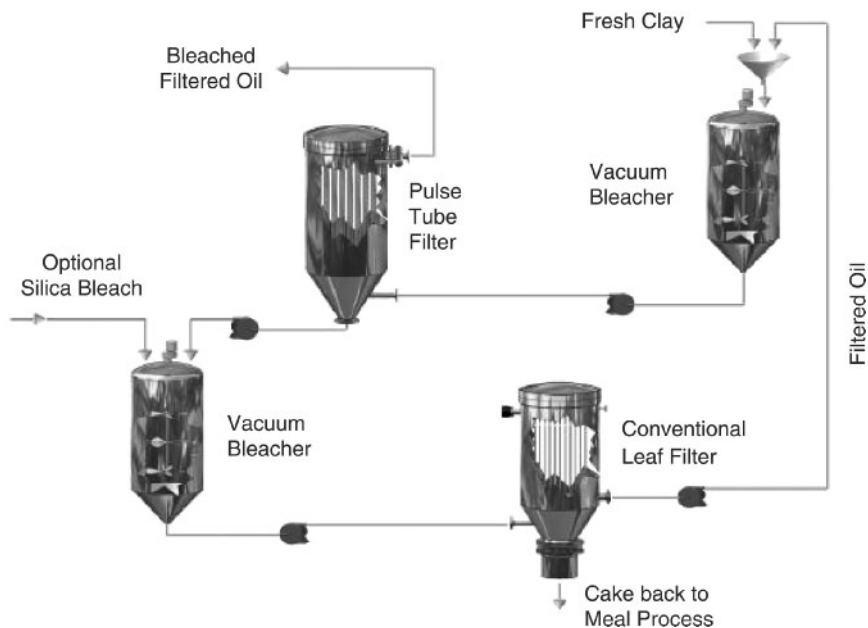 Fresh Clay
Bleached
Filtered Oil
Vacuum
Bleacher
Pulse
Tube
Filter
Optional
Silica Bleach
Filtered Oil
Vacuum
Bleacher
Conventional
Leaf Filter
Cake back to
Meal Process